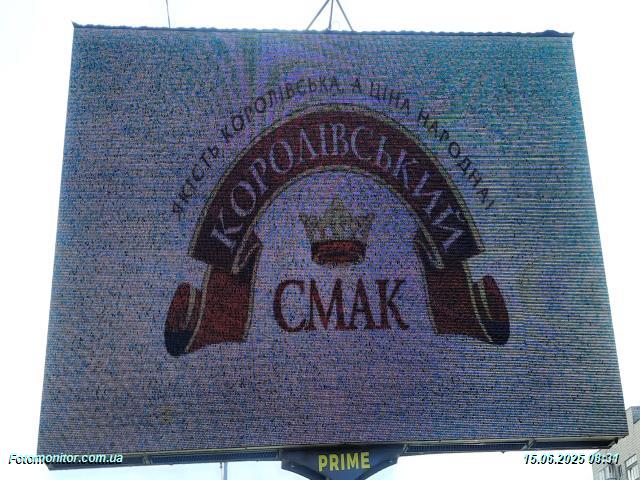 ЯКІСТЬ КОРОЛІВСЬКА, А ЦІНА НАРОДНА!
КОРОЛІВСЬКИЙ
СМАК
PRIME
Fotomonitor.com.ua
15.06.2025 08:31